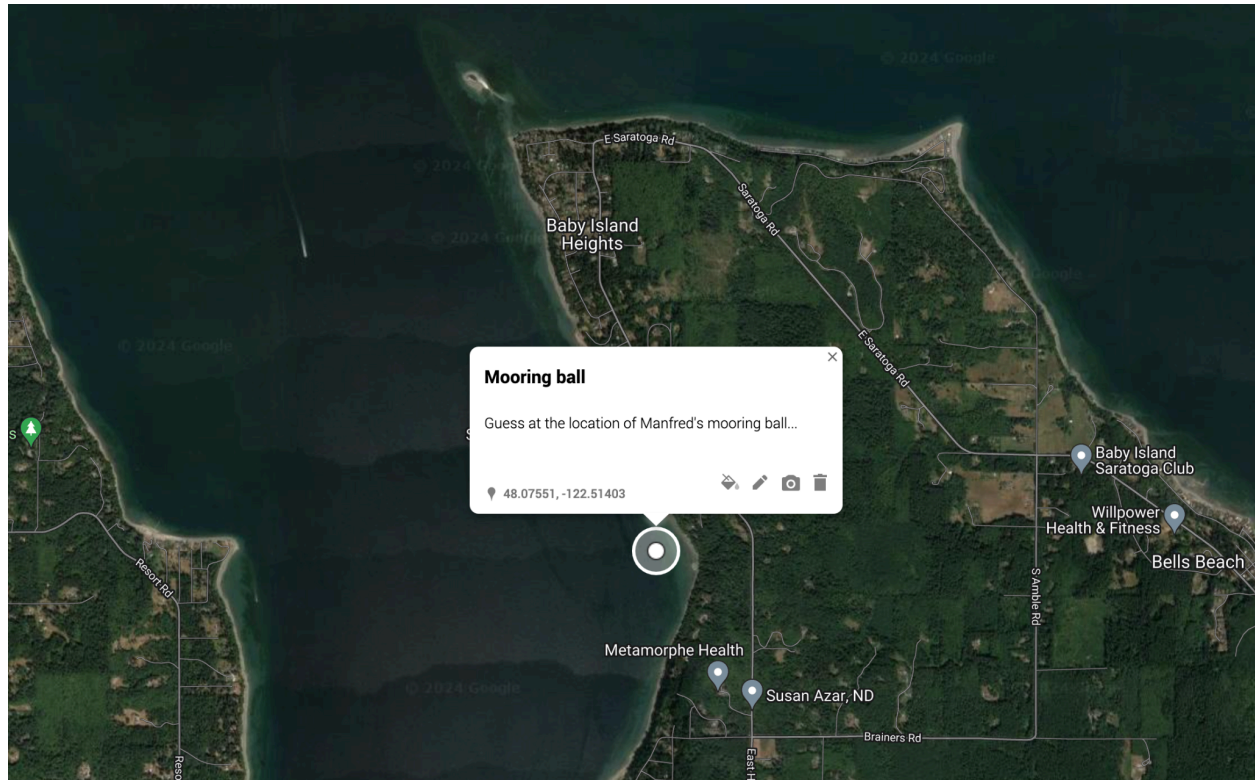 © 2024 Google
E Saratoga Rd
© 2024 Google
Saratoga Rd
Baby Island
Heights
© 2024 Google
Google
© 2024 Google
E Saratoga Rd
Mooring ball
Guess at the location of Manfred's mooring ball...
48.07551, -122.51403
s
S
Baby Island
Saratoga Club
Willpower
Health & Fitness
Bells Beach
Resort Rd
S Amble Rd
Metamorphe Health
© 2024 Google
Susan Azar, ND
Brainers Rd
East H
Reso